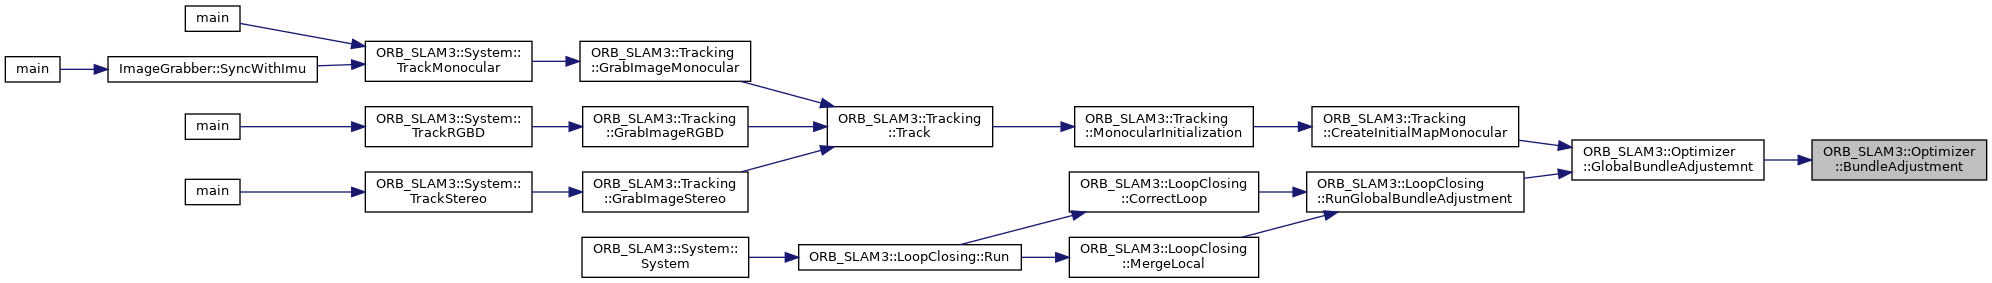 main
main
ImageGrabber::SyncWithImu
ORB_SLAM3::System::
TrackMonocular
ORB_SLAM3::Tracking
::GrabImageMonocular
main
ORB_SLAM3::System::
TrackRGBD
ORB_SLAM3::Tracking
::GrabImageRGBD
ORB_SLAM3::Tracking
::Track
ORB_SLAM3::Tracking
::MonocularInitialization
ORB_SLAM3::Tracking
::CreateInitialMapMonocular
ORB_SLAM3::Optimizer
::GlobalBundleAdjustemnt
ORB_SLAM3::Optimizer
::BundleAdjustment
main
ORB_SLAM3::System::
TrackStereo
ORB_SLAM3::Tracking
::GrabImageStereo
ORB_SLAM3::LoopClosing
::CorrectLoop
ORB_SLAM3::LoopClosing
::RunGlobalBundleAdjustment
ORB_SLAM3::System::
System
ORB_SLAM3::LoopClosing::Run
ORB_SLAM3::LoopClosing
::MergeLocal